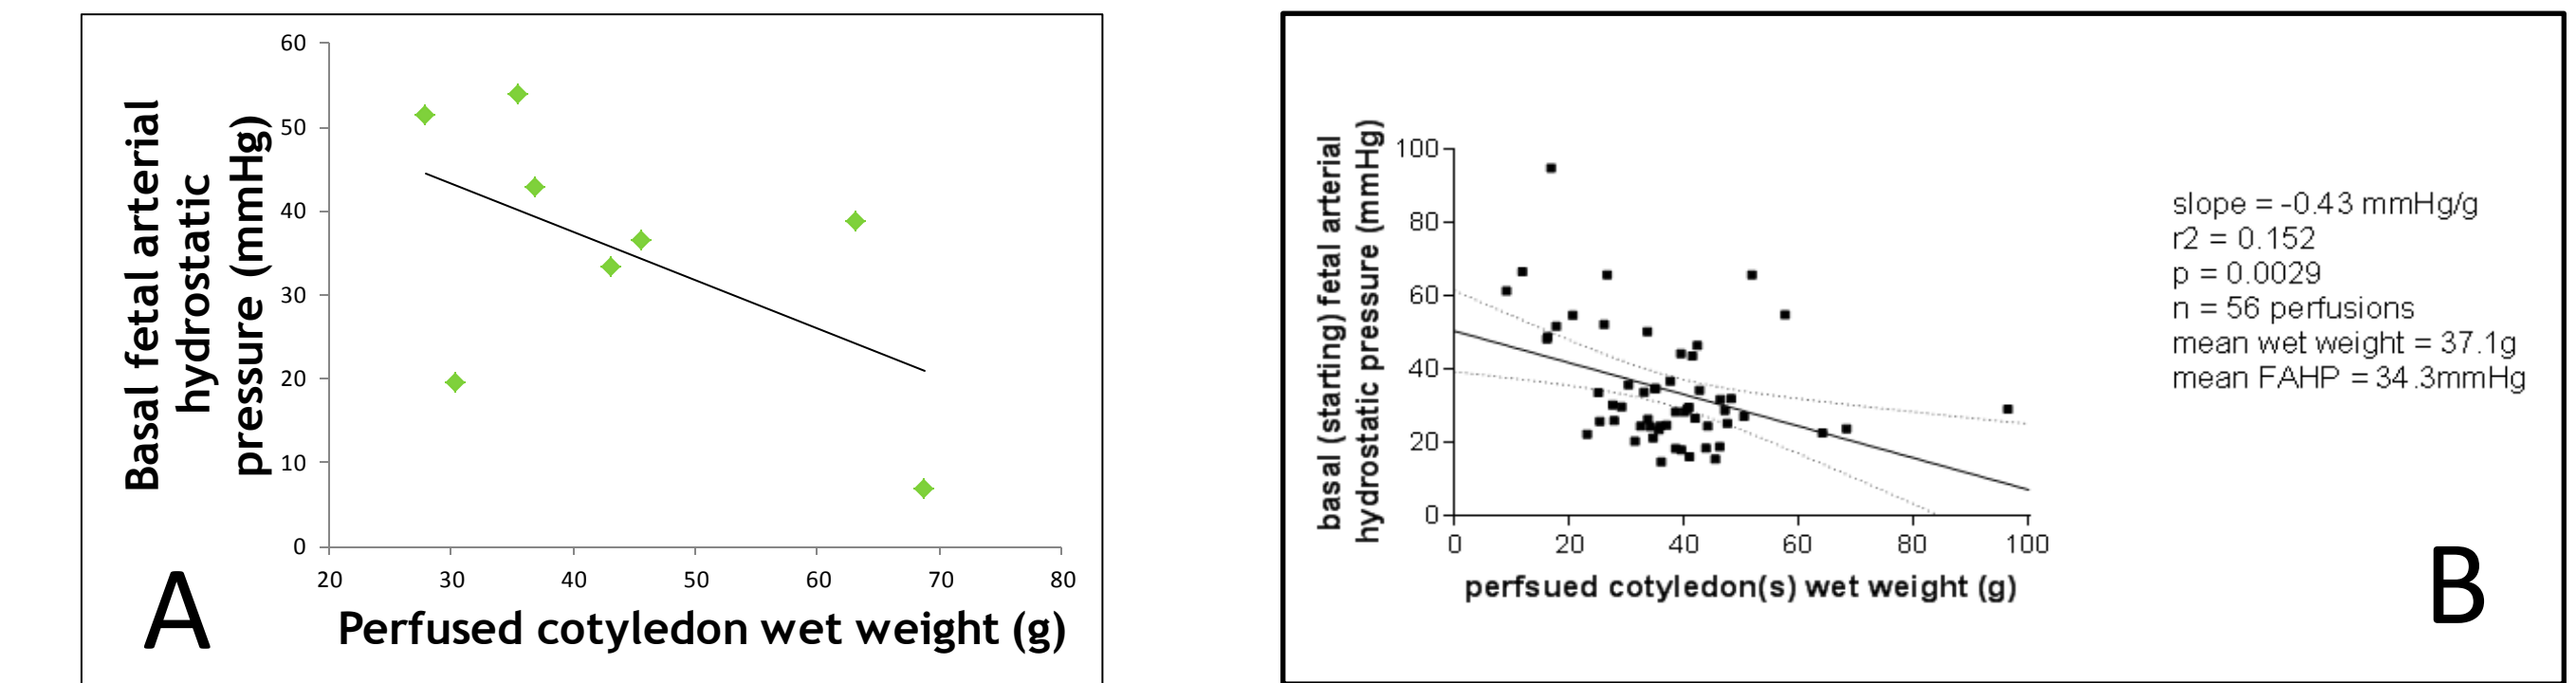 Basal fetal arterial
hydrostatic
pressure (mmHg)
60
50
40
30
20
10
0
20 30 40 50 60 70 80
Perfused cotyledon wet weight (g)
A
basal (starting) fetal arterial
hydrostatic pressure (mmHg)
100
80
60
40
20
0
0 20 40 60 80 100
perfsued cotyledon(s) wet weight (g)
slope = -0.43 mmHg/g
r2 = 0.152
p = 0.0029
n = 56 perfusions
mean wet weight = 37.1g
mean FAHP = 34.3mmHg
B